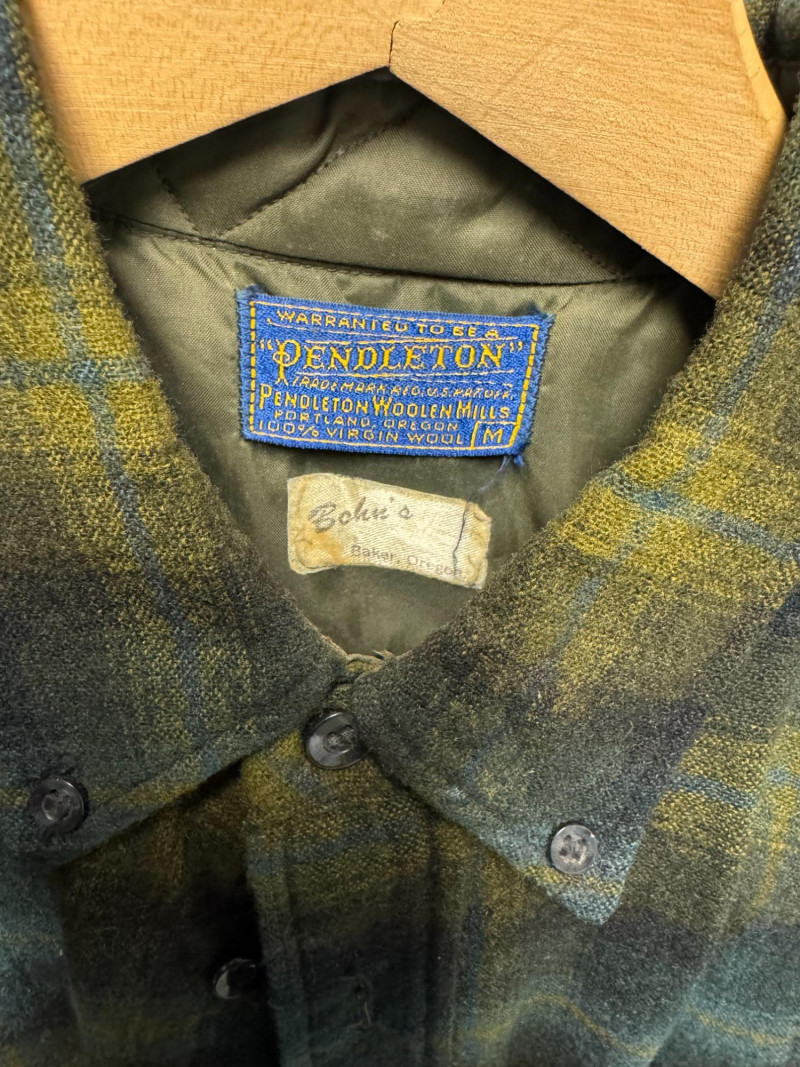 WARRANTED TO BE A
"PENDLETON"
TRADE MARK REG. U.S. PAT. OFF.
PENDLETON WOOLEN MILLS
PORTLAND, OREGON
100% VIRGIN WOOL M
Bohn's
Baker, Oregon